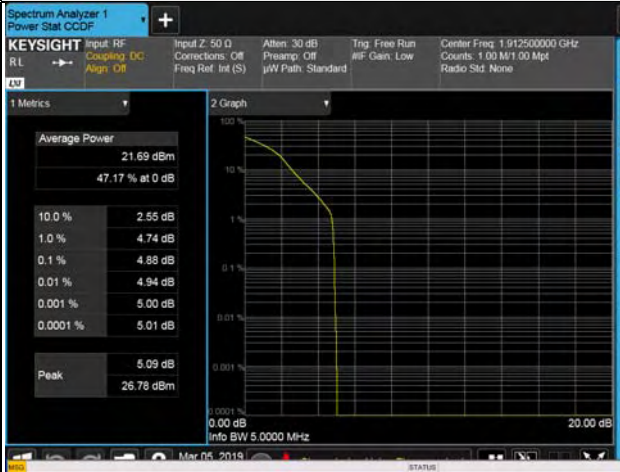 Spectrum Analyzer 1
Power Stat CCDF
+
KEYSIGHT
RL
LXI
Input: RF
Coupling: DC
Align: Off
Input Z: 50 Ω
Corrections: Off
Freq Ref: Int (S)
Atten: 30 dB
Preamp: Off
µW Path: Standard
Trig: Free Run
#IF Gain: Low
Center Freq: 1.912500000 GHz
Counts: 1.00 M/1.00 Mpt
Radio Std: None
1 Metrics
Average Power
21.69 dBm
47.17 % at 0 dB
10.0 % 2.55 dB
1.0 % 4.74 dB
0.1 % 4.88 dB
0.01 % 4.94 dB
0.001 % 5.00 dB
0.0001 % 5.01 dB
Peak 5.09 dB
26.78 dBm
2 Graph
100 %
10 %
1 %
0.1 %
0.01 %
0.001 %
0.0001 %
0.00 dB 20.00 dB
Info BW 5.0000 MHz
Mar 05, 2019
MSG STATUS